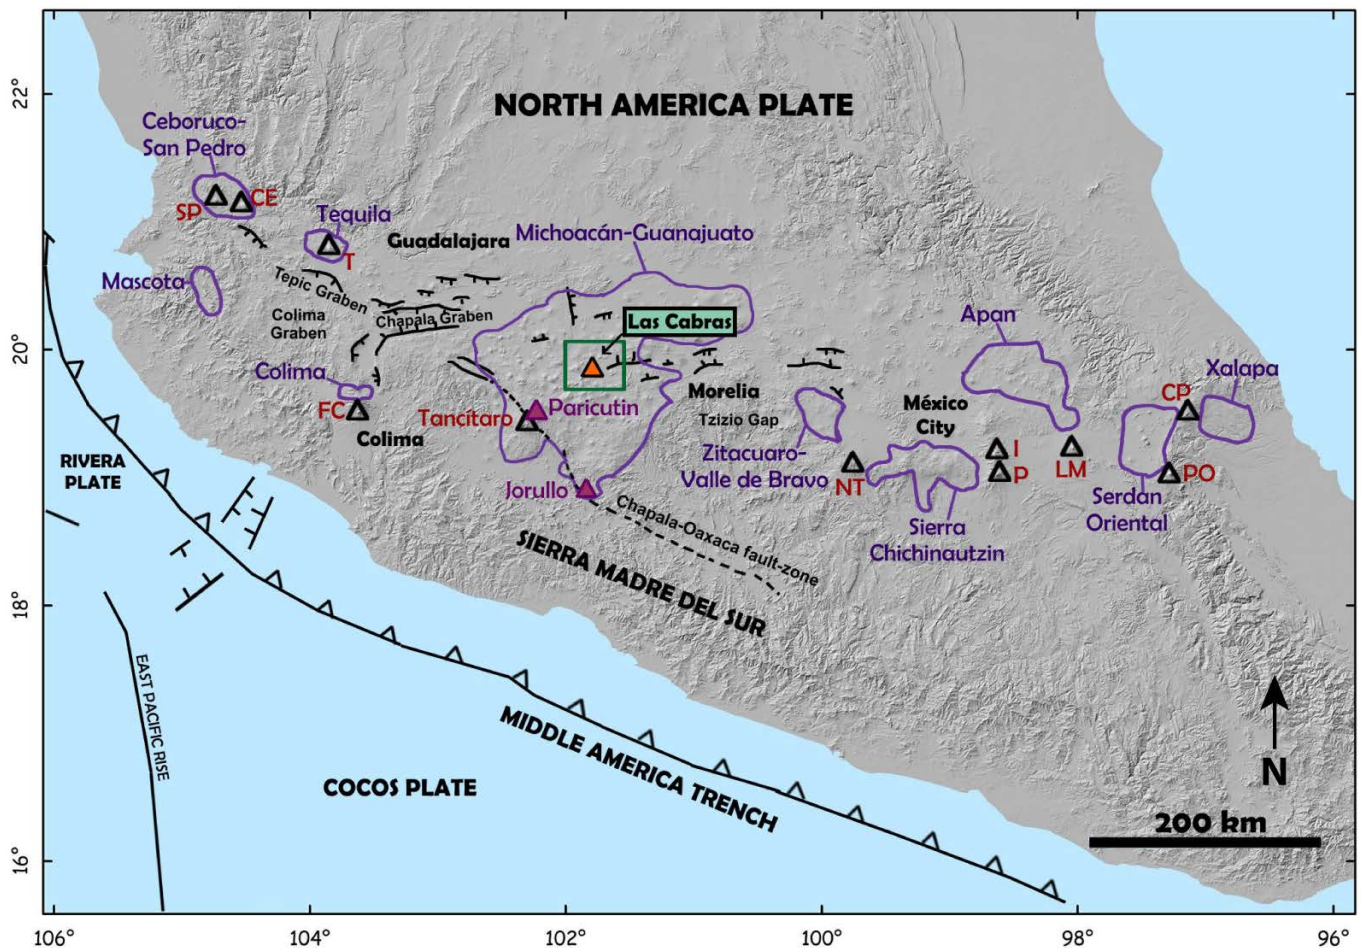 22°
20°
18°
16°
NORTH AMERICA PLATE
Ceboruco-
San Pedro
SP
CE
Tequila
T
Guadalajara
Michoacán-Guanajuato
Mascota
Tepic Graben
Colima
Graben
Chapala Graben
Las Cabras
Apan
Colima
FC
Colima
Tancítaro
Paricutin
Morelia
Tzizio Gap
México
City
CP
Xalapa
Zitacuaro-
Valle de Bravo
NT
I
P
LM
PO
Serdan
Oriental
Jorullo
Sierra
Chichinautzin
Chapala-Oaxaca fault-zone
RIVERA
PLATE
SIERRA MADRE DEL SUR
EAST PACIFIC RISE
MIDDLE AMERICA TRENCH
COCOS PLATE
N
200 km
106°
104°
102°
100°
98°
96°